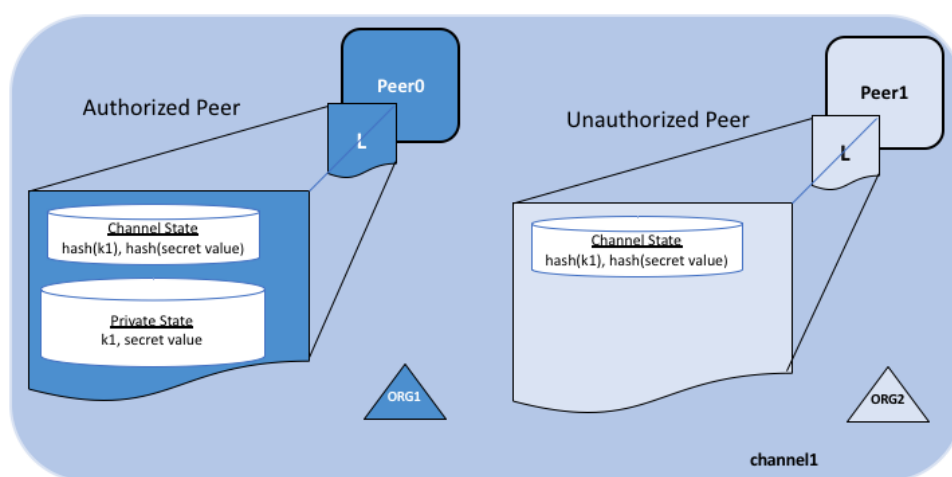 Authorized Peer
Peer0
L
Channel State
hash(k1), hash(secret value)
Private State
k1, secret value
ORG1
Unauthorized Peer
Peer1
L
Channel State
hash(k1), hash(secret value)
ORG2
channel1